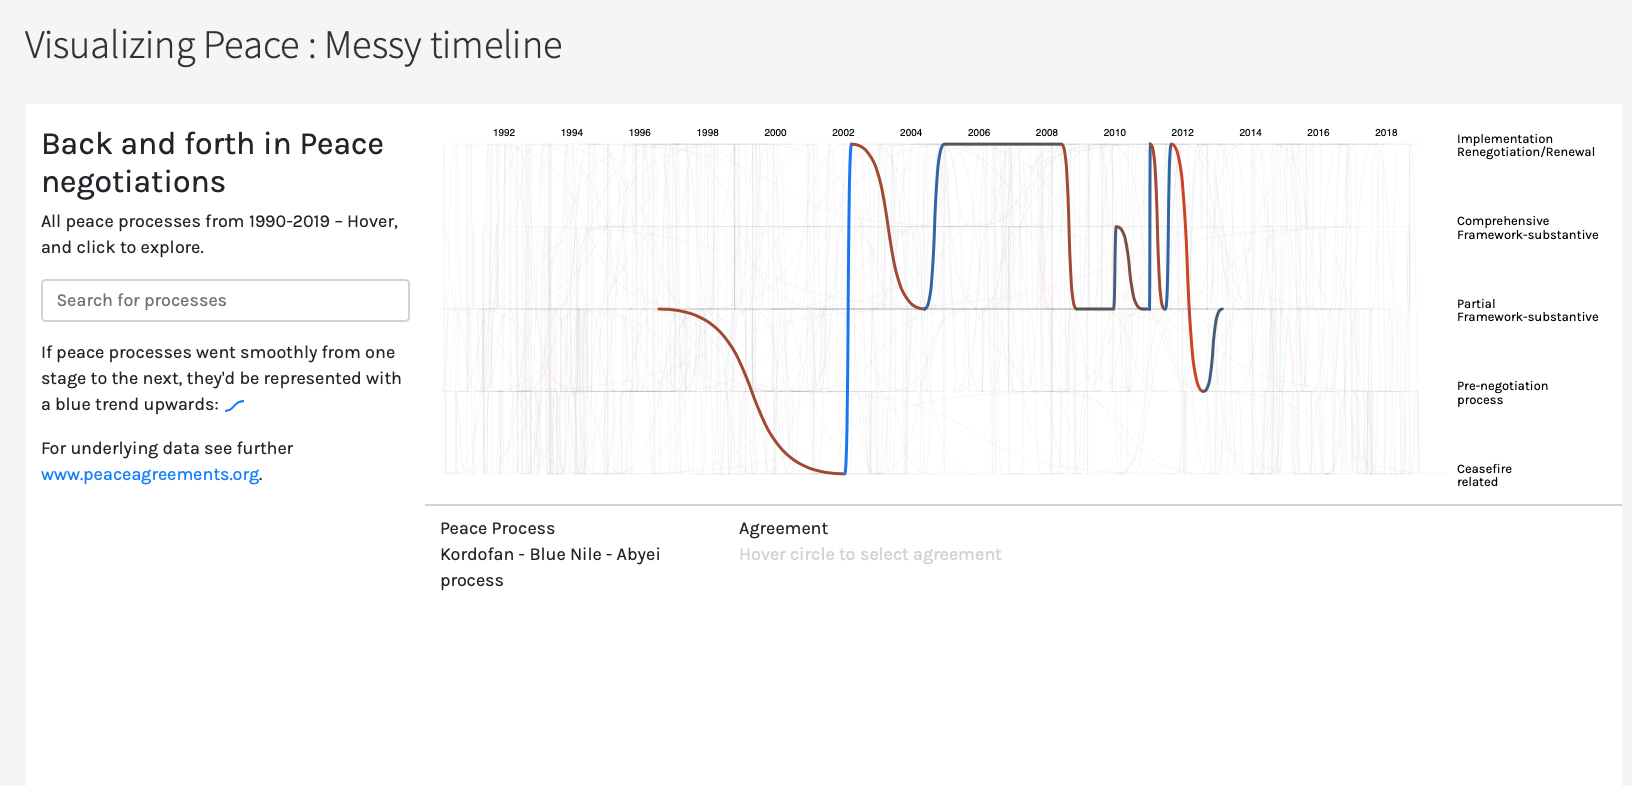 Visualizing Peace : Messy timeline
Back and forth in Peace
negotiations
All peace processes from 1990-2019 – Hover,
and click to explore.
Search for processes
If peace processes went smoothly from one
stage to the next, they'd be represented with
a blue trend upwards:
For underlying data see further
www.peaceagreements.org.
1992 1994 1996 1998 2000 2002 2004 2006 2008 2010 2012 2014 2016 2018
Implementation
Renegotiation/Renewal
Comprehensive
Framework-substantive
Partial
Framework-substantive
Pre-negotiation
process
Ceasefire
related
Peace Process
Kordofan - Blue Nile - Abyei
process
Agreement
Hover circle to select agreement